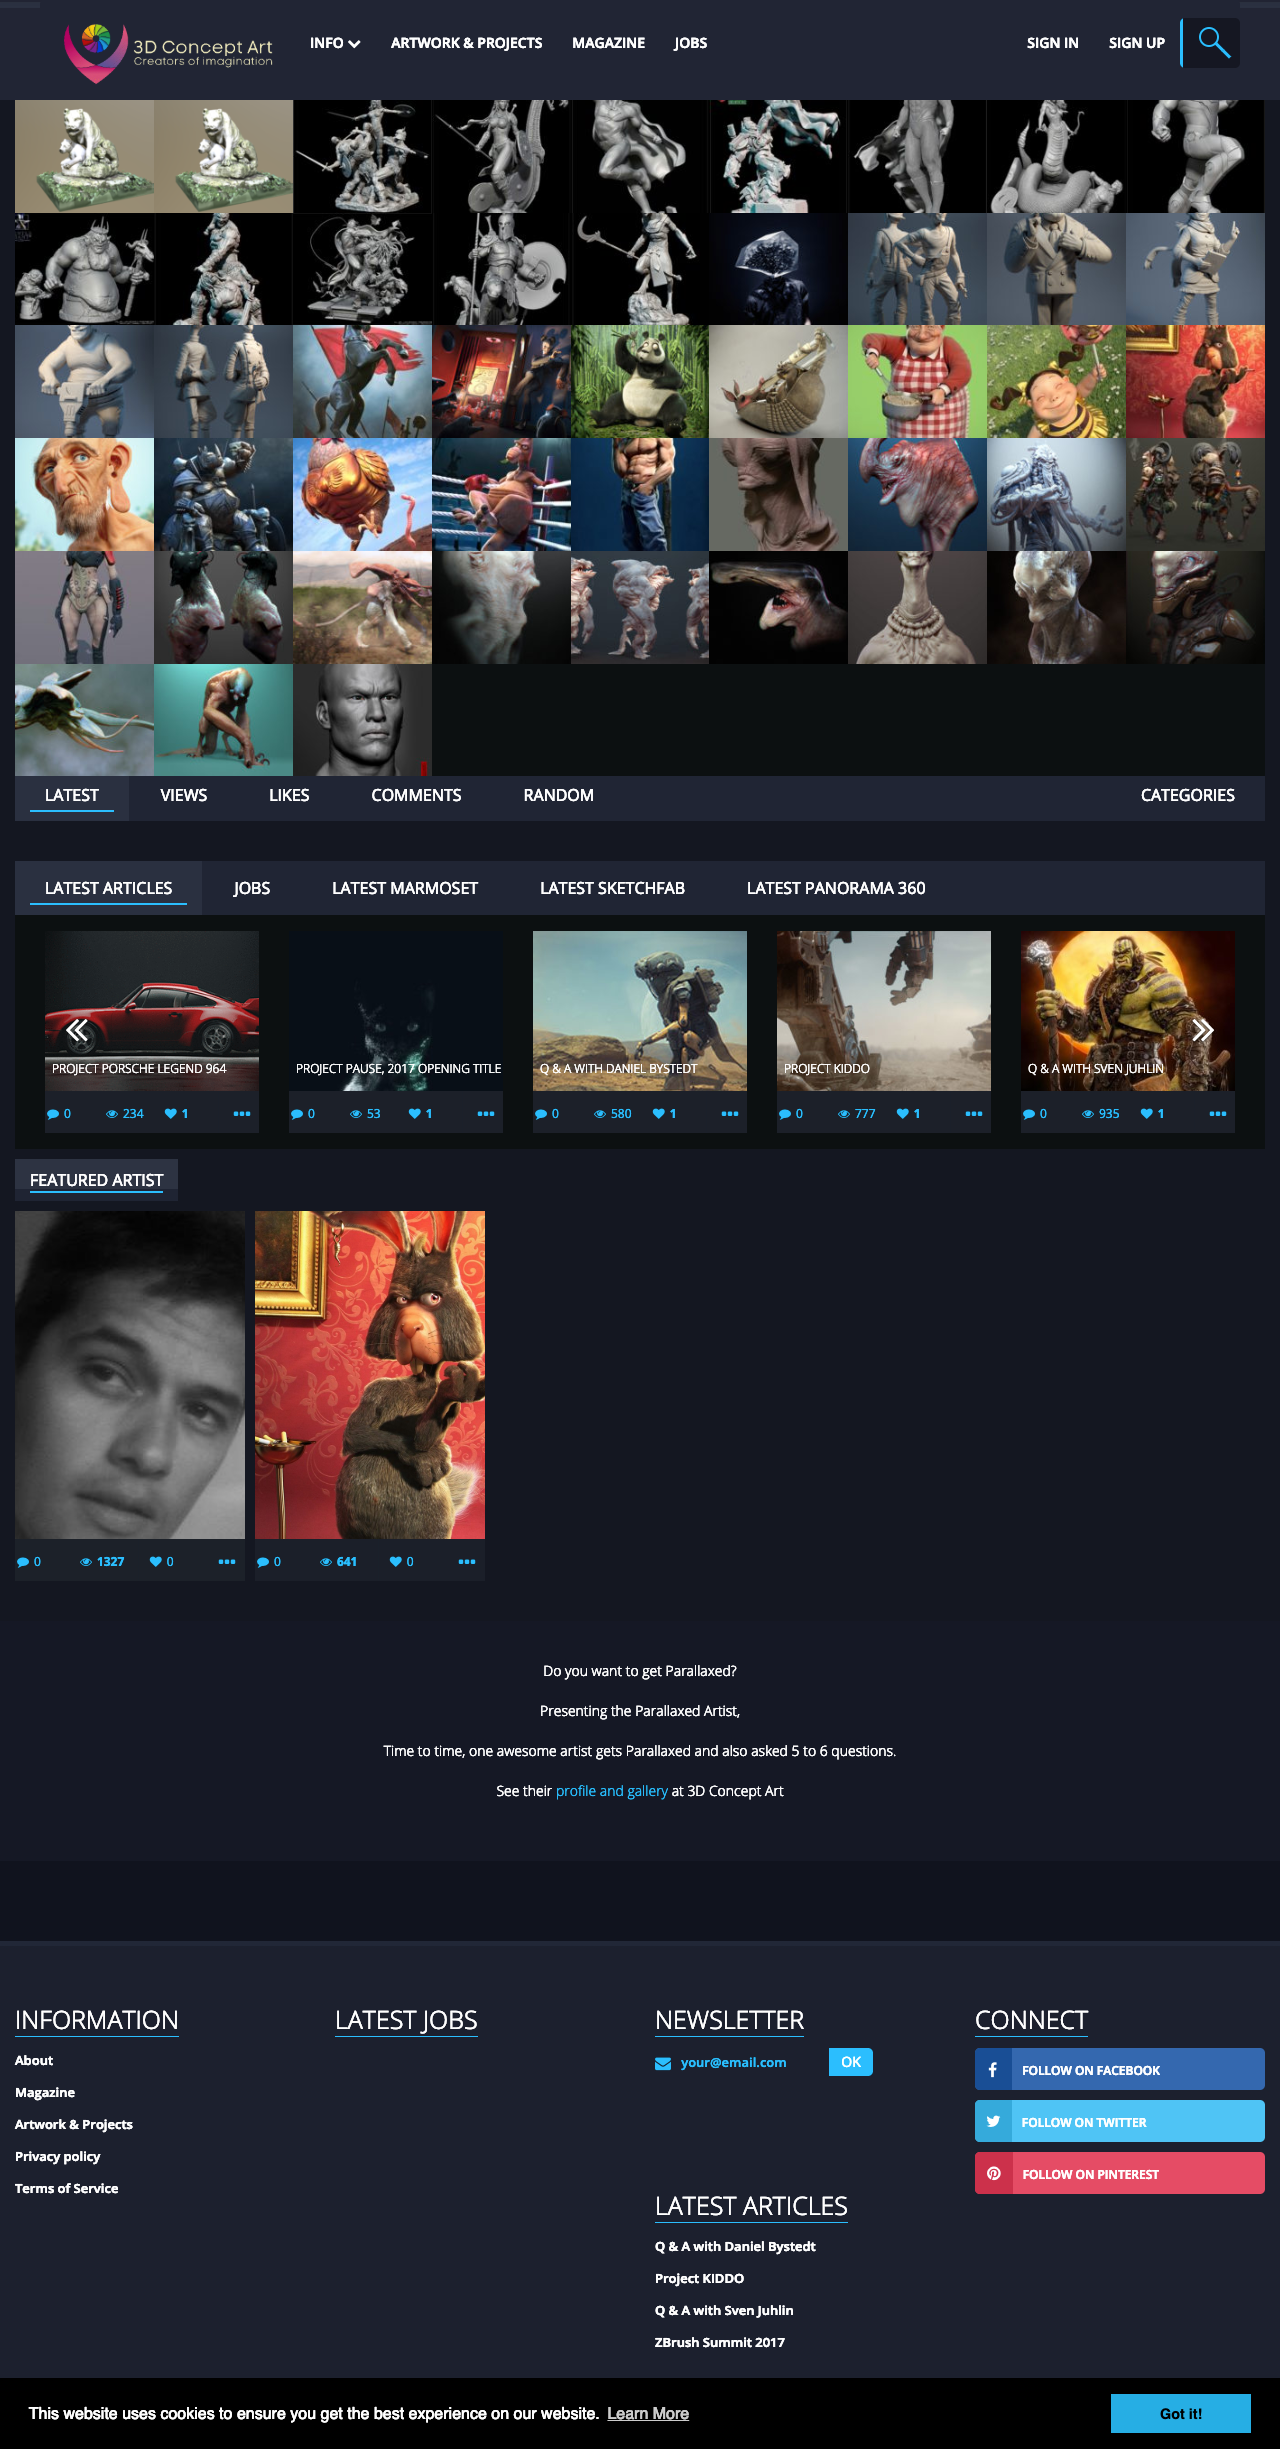 3D Concept Art
Creators of imagination
INFO
ARTWORK & PROJECTS
MAGAZINE
JOBS
SIGN IN
SIGN UP
LATEST
VIEWS
LIKES
COMMENTS
RANDOM
CATEGORIES
LATEST ARTICLES
JOBS
LATEST MARMOSET
LATEST SKETCHFAB
LATEST PANORAMA 360
PROJECT PORSCHE LEGEND 964
PROJECT PAUSE, 2017 OPENING TITLE
Q & A WITH DANIEL BYSTEDT
PROJECT KIDDO
Q & A WITH SVEN JUHLIN
0 234 1
0 53 1
0 580 1
0 777 1
0 935 1
FEATURED ARTIST
0 1327 0
0 641 0
Do you want to get Parallaxed?
Presenting the Parallaxed Artist,
Time to time, one awesome artist gets Parallaxed and also asked 5 to 6 questions.
See their profile and gallery at 3D Concept Art
INFORMATION
About
Magazine
Artwork & Projects
Privacy policy
Terms of Service
LATEST JOBS
NEWSLETTER
your@email.com
OK
LATEST ARTICLES
Q & A with Daniel Bystedt
Project KIDDO
Q & A with Sven Juhlin
ZBrush Summit 2017
CONNECT
FOLLOW ON FACEBOOK
FOLLOW ON TWITTER
FOLLOW ON PINTEREST
This website uses cookies to ensure you get the best experience on our website. Learn More
Got it!